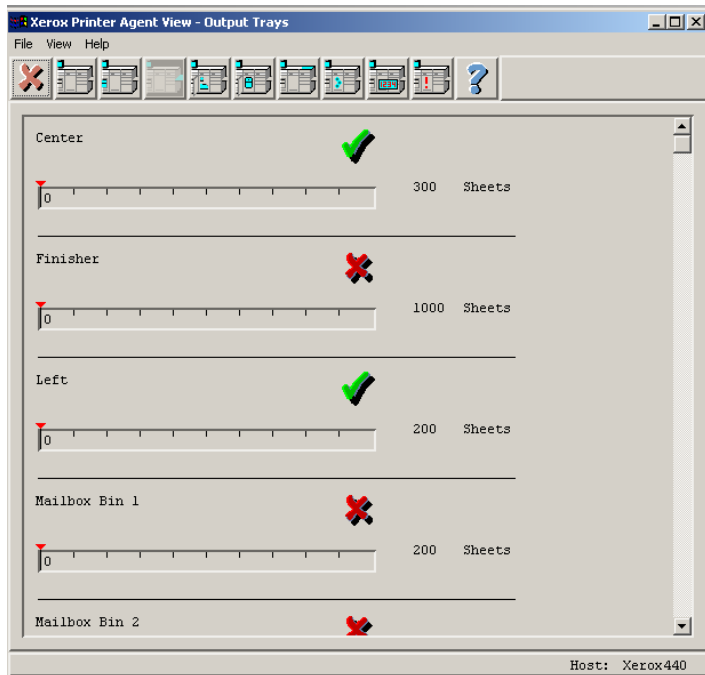 Xerox Printer Agent View - Output Trays
File View Help
Center
0 300 Sheets
Finisher
0 1000 Sheets
Left
0 200 Sheets
Mailbox Bin 1
0 200 Sheets
Mailbox Bin 2
Host: Xerox440